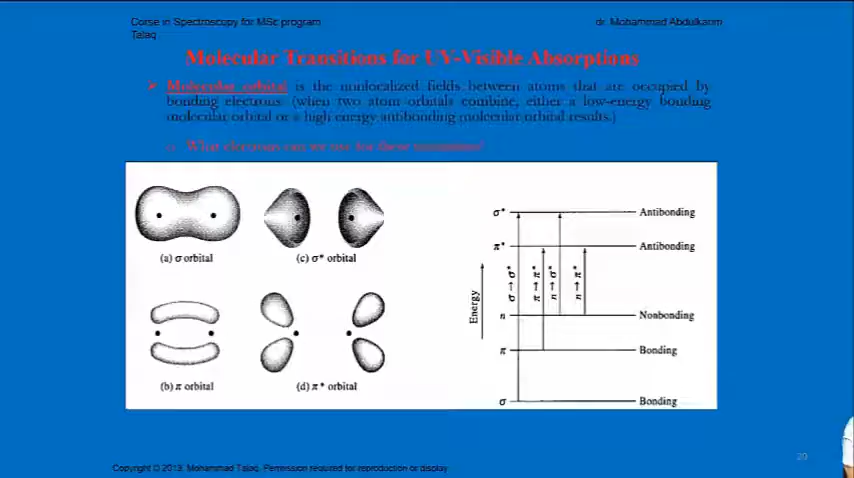 Corse in Spectroscopy for MSc program
dr. Mohammad Abdulkarim
Talaq
Molecular Transitions for UV-Visible Absorptions
Molecular orbital is the nonlocalized fields between atoms that are occupied by
bonding electrons. (when two atom orbitals combine, either a low-energy bonding
molecular orbital or a high energy antibonding molecular orbital results.)
What electrons can we use for these transitions?
(a) σ orbital
(c) σ* orbital
(b) π orbital
(d) π* orbital
Energy
σ*
Antibonding
π*
Antibonding
σ → σ*
π → π*
n → σ*
n → π*
n
Nonbonding
π
Bonding
σ
Bonding
20
Copyright © 2013, Mohammad Talaq. Permission required for reproduction or display